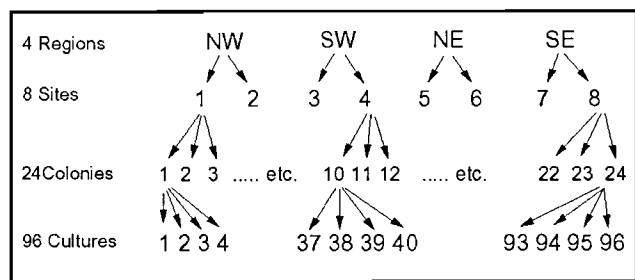 4 Regions NW SW NE SE
8 Sites 1 2 3 4 5 6 7 8
24Colonies 1 2 3 ..... etc. 10 11 12 ..... etc. 22 23 24
96 Cultures 1 2 3 4 37 38 39 40 93 94 95 96